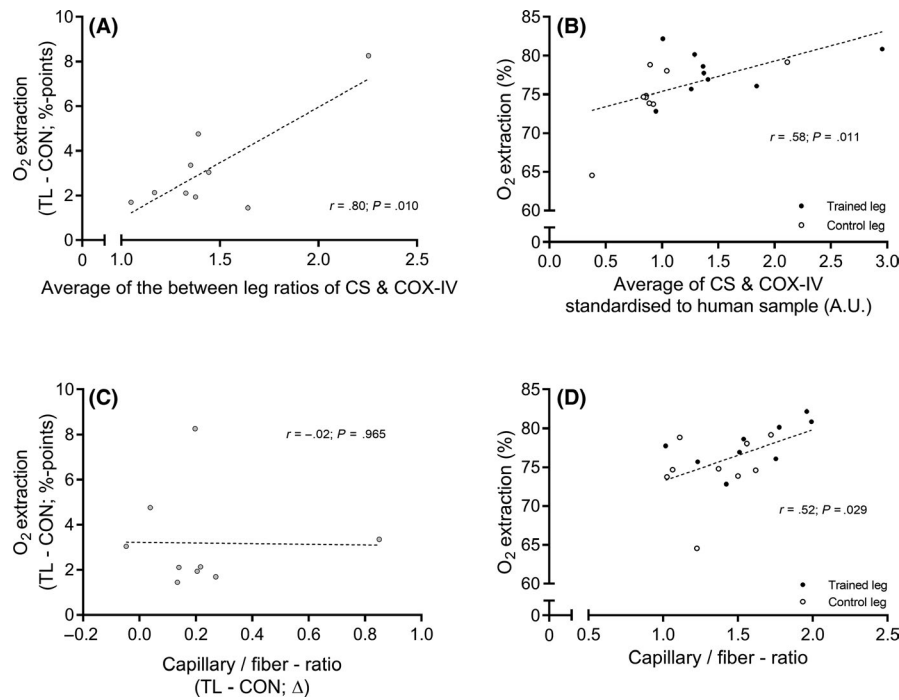 (A)
O2 extraction
(TL - CON; %-points)
10
8
6
4
2
0
r = .80; P = .010
0 1.0 1.5 2.0 2.5
Average of the between leg ratios of CS & COX-IV
(B)
O2 extraction (%)
85
80
75
70
65
60
0
r = .58; P = .011
Trained leg
Control leg
0.0 0.5 1.0 1.5 2.0 2.5 3.0
Average of CS & COX-IV
standardised to human sample (A.U.)
(C)
O2 extraction
(TL - CON; %-points)
10
8
6
4
2
0
r = –.02; P = .965
–0.2 0.0 0.2 0.4 0.6 0.8 1.0
Capillary / fiber - ratio
(TL - CON; Δ)
(D)
O2 extraction (%)
85
80
75
70
65
60
0
r = .52; P = .029
Trained leg
Control leg
0 0.5 1.0 1.5 2.0 2.5
Capillary / fiber - ratio